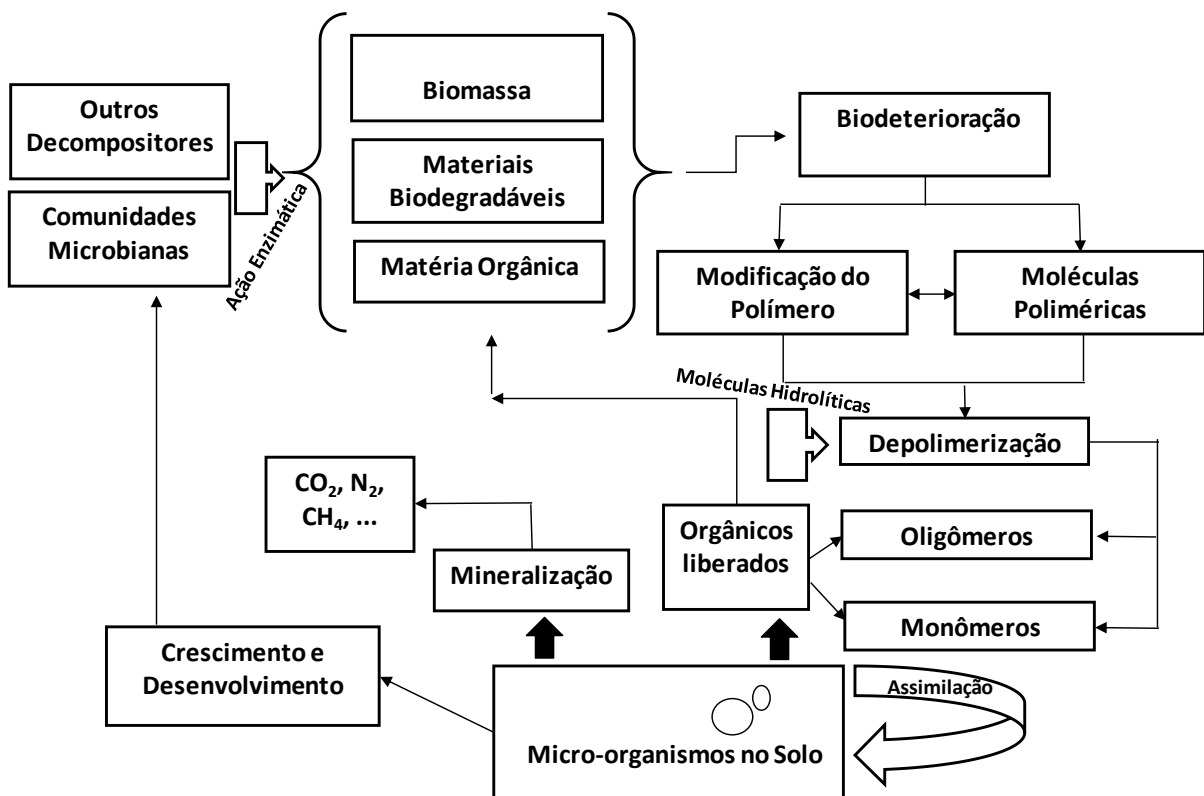 Outros
Decompositores
Comunidades
Microbianas
Ação Enzimática
Biomassa
Materiais
Biodegradáveis
Matéria Orgânica
Biodeterioração
Modificação do
Polímero
Moléculas
Poliméricas
Moléculas Hidrolíticas
Depolimerização
CO₂, N₂,
CH₄, ...
Mineralização
Orgânicos
liberados
Oligômeros
Monômeros
Crescimento e
Desenvolvimento
Assimilação
Micro-organismos no Solo